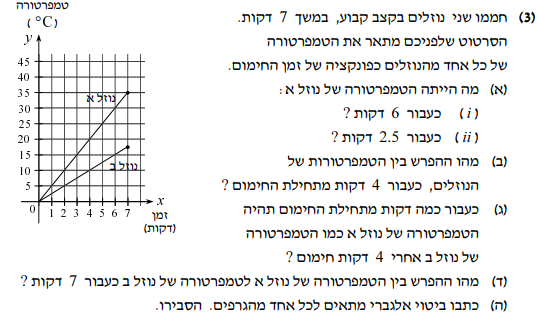 (3) חממו שני נוזלים בקצב קבוע, במשך 7 דקות.
הסרטוט שלפניכם מתאר את הטמפרטורה
של כל אחד מהנוזלים כפונקציה של זמן החימום.
(א) מה הייתה הטמפרטורה של נוזל א:
(i) כעבור 6 דקות ?
(ii) כעבור 2.5 דקות ?
(ב) מהו ההפרש בין הטמפרטורות של
הנוזלים, כעבור 4 דקות מתחילת החימום ?
(ג) כעבור כמה דקות מתחילת החימום תהיה
הטמפרטורה של נוזל א כמו הטמפרטורה
של נוזל ב אחרי 4 דקות חימום ?
(ד) מהו ההפרש בין הטמפרטורה של נוזל א לטמפרטורה של נוזל ב כעבור 7 דקות ?
(ה) כתבו ביטוי אלגברי מתאים לכל אחד מהגרפים. הסבירו.
טמפרטורה
(°C)
y
45
40
35
30
25
20
15
10
5
0
נוזל א
נוזל ב
1 2 3 4 5 6 7
x
זמן
(דקות)